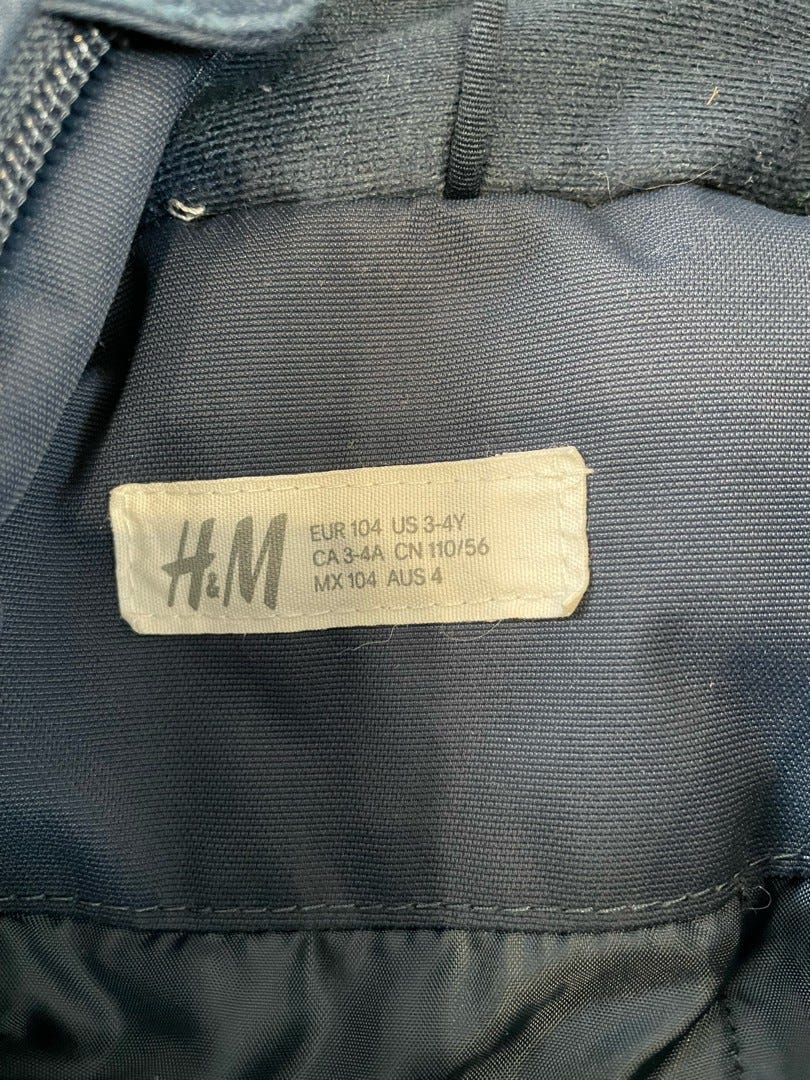 H&M
EUR 104 US 3-4Y
CA 3-4A CN 110/56
MX 104 AUS 4